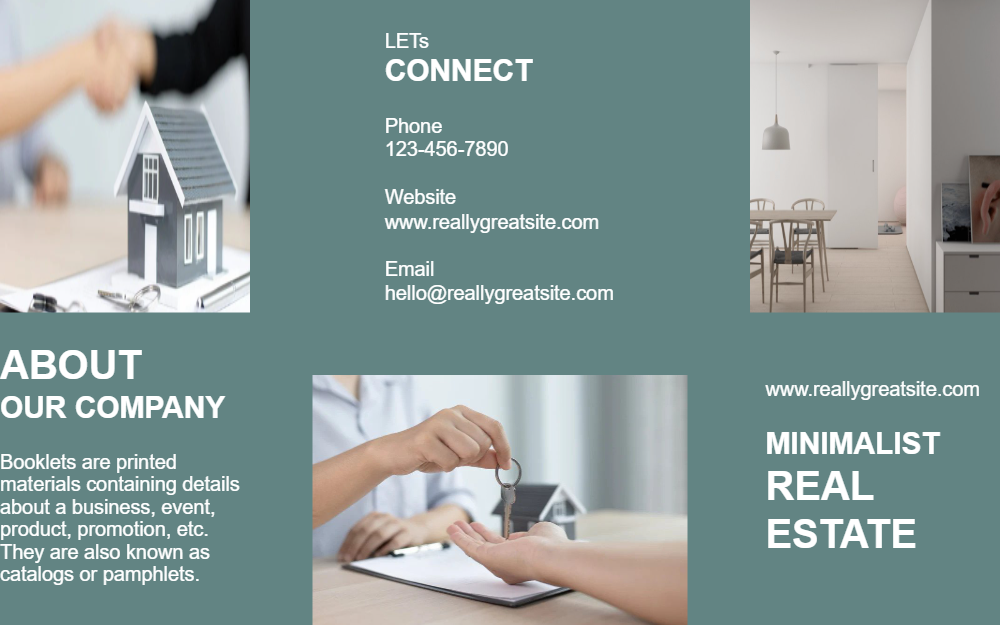 LETs
CONNECT
Phone
123-456-7890
Website
www.reallygreatsite.com
Email
hello@reallygreatsite.com
ABOUT
OUR COMPANY
Booklets are printed
materials containing details
about a business, event,
product, promotion, etc.
They are also known as
catalogs or pamphlets.
www.reallygreatsite.com
MINIMALIST
REAL
ESTATE